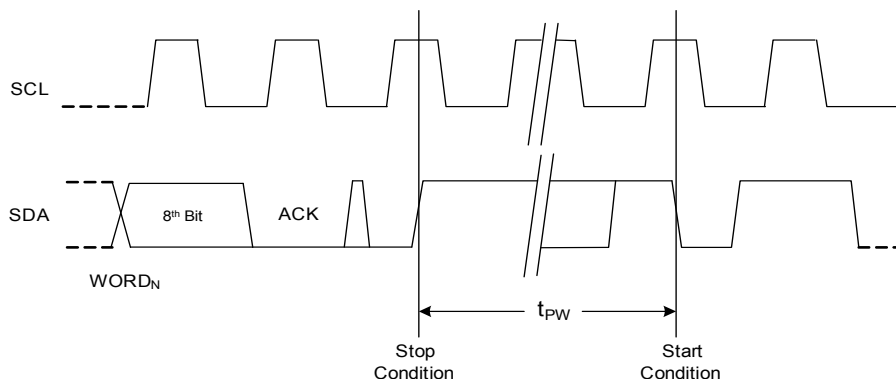 SCL
SDA
8th Bit
ACK
WORDN
tPW
Stop
Condition
Start
Condition